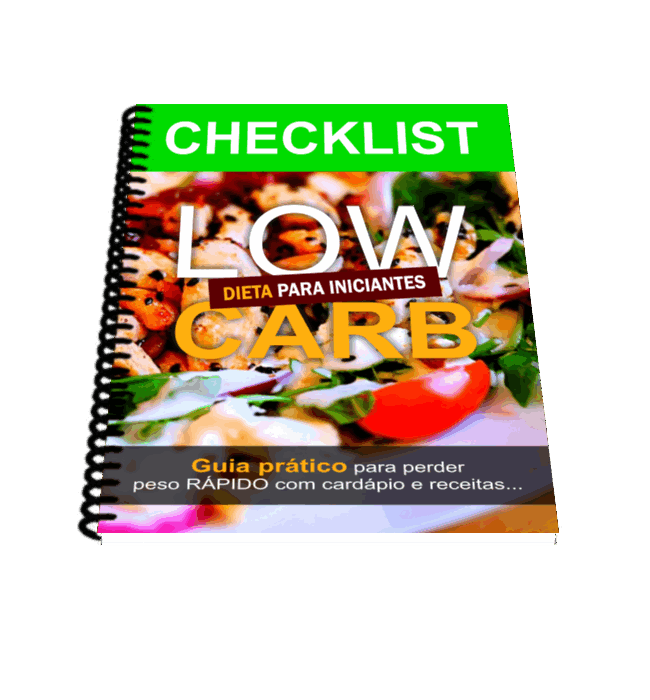 CHECKLIST
LOW
DIETA PARA INICIANTES
CARB
Guia prático para perder
peso RÁPIDO com cardápio e receitas...